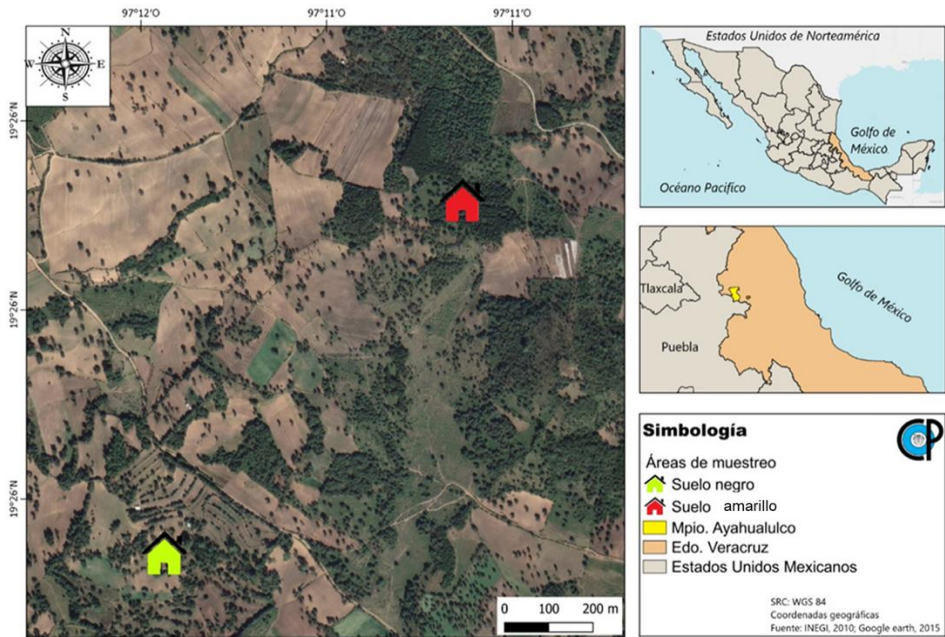 97°12'O 97°11'O 97°11'O
N
W E
S
19°26'N
19°26'N
19°26'N
0 100 200 m
Estados Unidos de Norteamérica
Golfo de
México
Océano Pacifico
Tlaxcala
Golfo de México
Puebla
Simbología
CP
Áreas de muestreo
Suelo negro
Suelo amarillo
Mpio. Ayahualulco
Edo. Veracruz
Estados Unidos Mexicanos
SRC: WGS 84
Coordenadas geográficas
Fuente: INEGI, 2010; Google earth, 2015